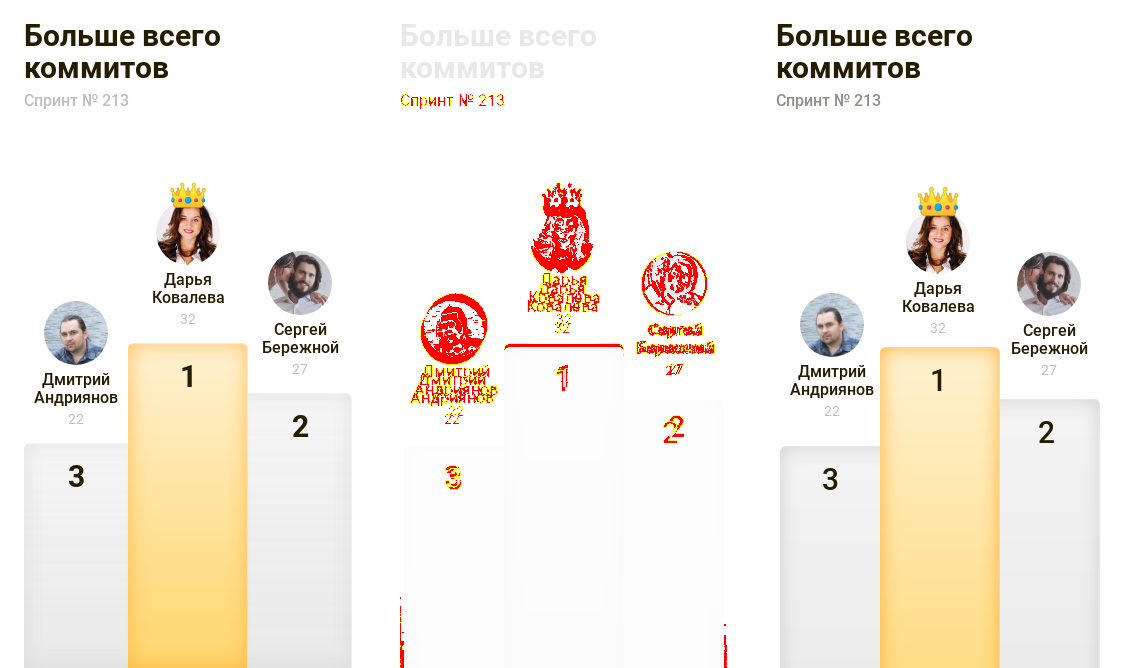 Больше всего
коммитов
Спринт № 213
Дарья
Ковалева
32
Сергей
Бережной
27
Дмитрий
Андриянов
22
1
2
3
Больше всего
коммитов
Спринт № 213
Дарья
Ковалева
32
Сергей
Бережной
27
Дмитрий
Андриянов
22
1
2
3
Больше всего
коммитов
Спринт № 213
Дарья
Ковалева
32
Сергей
Бережной
27
Дмитрий
Андриянов
22
1
2
3